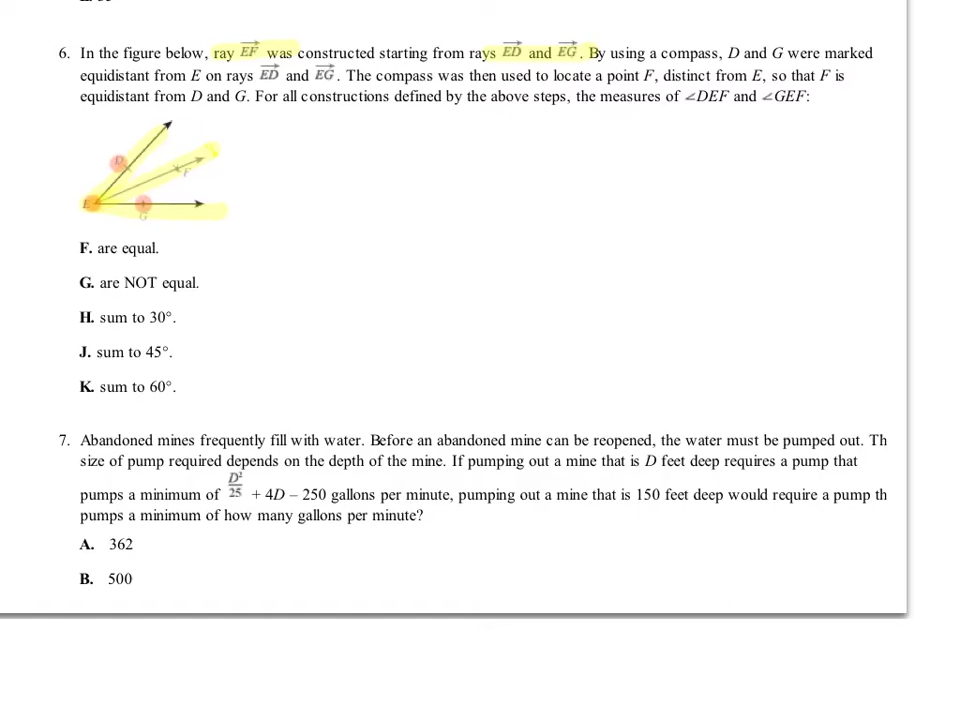 6. In the figure below, ray EF was constructed starting from rays ED and EG. By using a compass, D and G were marked
equidistant from E on rays ED and EG. The compass was then used to locate a point F, distinct from E, so that F is
equidistant from D and G. For all constructions defined by the above steps, the measures of ∠DEF and ∠GEF:
D
F
E
G
F. are equal.
G. are NOT equal.
H. sum to 30°.
J. sum to 45°.
K. sum to 60°.
7. Abandoned mines frequently fill with water. Before an abandoned mine can be reopened, the water must be pumped out. Th
size of pump required depends on the depth of the mine. If pumping out a mine that is D feet deep requires a pump that
pumps a minimum of D²/25 + 4D – 250 gallons per minute, pumping out a mine that is 150 feet deep would require a pump th
pumps a minimum of how many gallons per minute?
A. 362
B. 500